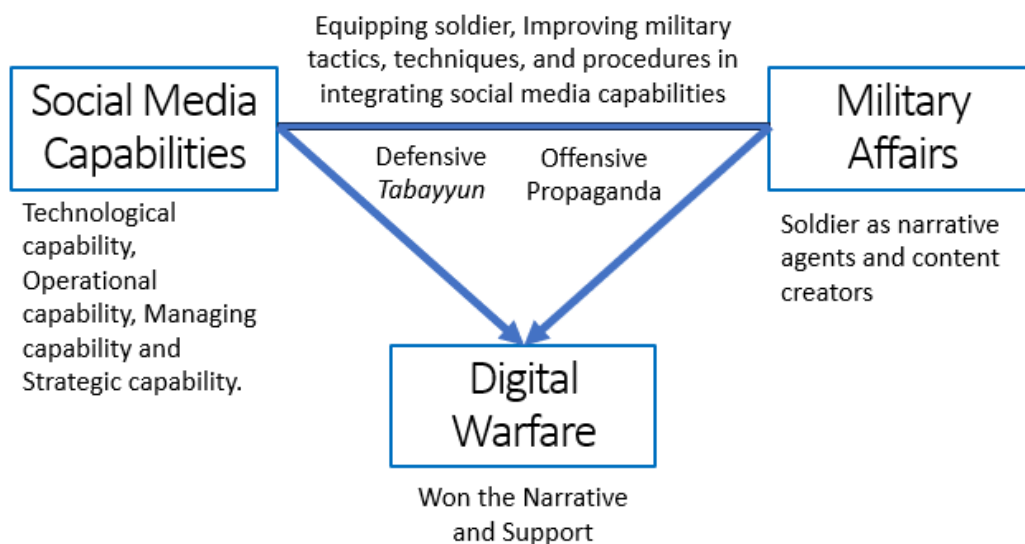 Equipping soldier, Improving military
tactics, techniques, and procedures in
integrating social media capabilities
Social Media
Capabilities
Military
Affairs
Defensive
Tabayyun
Offensive
Propaganda
Technological
capability,
Operational
capability, Managing
capability and
Strategic capability.
Soldier as narrative
agents and content
creators
Digital
Warfare
Won the Narrative
and Support